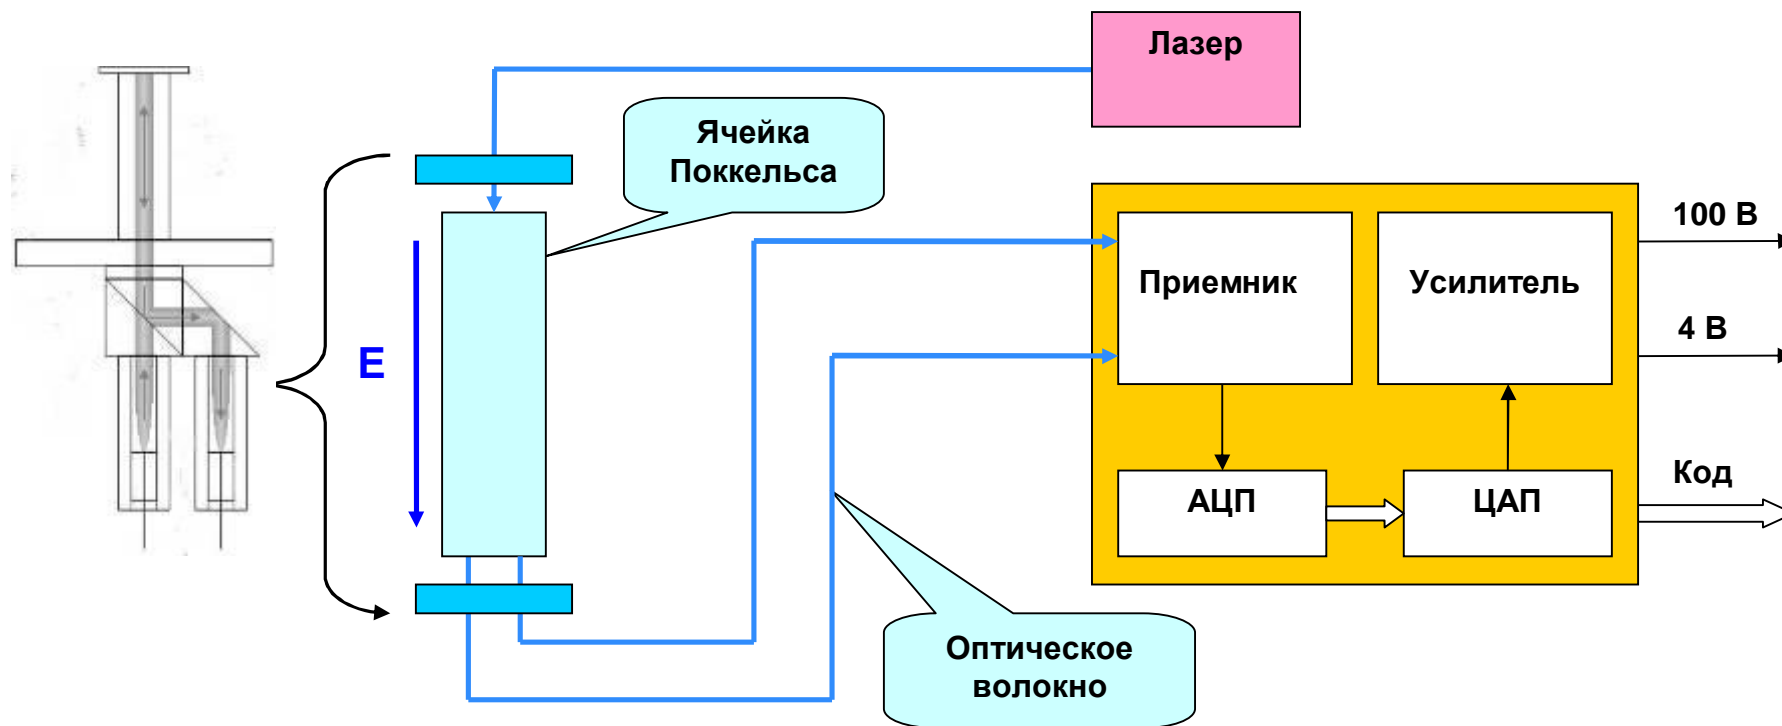 Лазер
Ячейка
Поккельса
100 В
Приемник
Усилитель
4 В
E
Код
АЦП
ЦАП
Оптическое
волокно